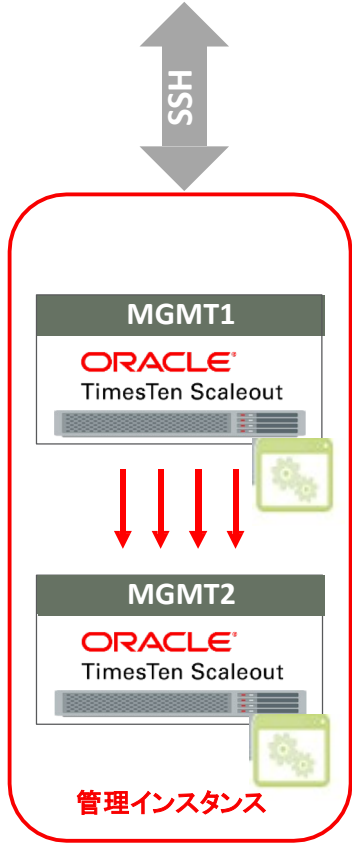 SSH
MGMT1
ORACLE
TimesTen Scaleout
MGMT2
ORACLE
TimesTen Scaleout
管理インスタンス